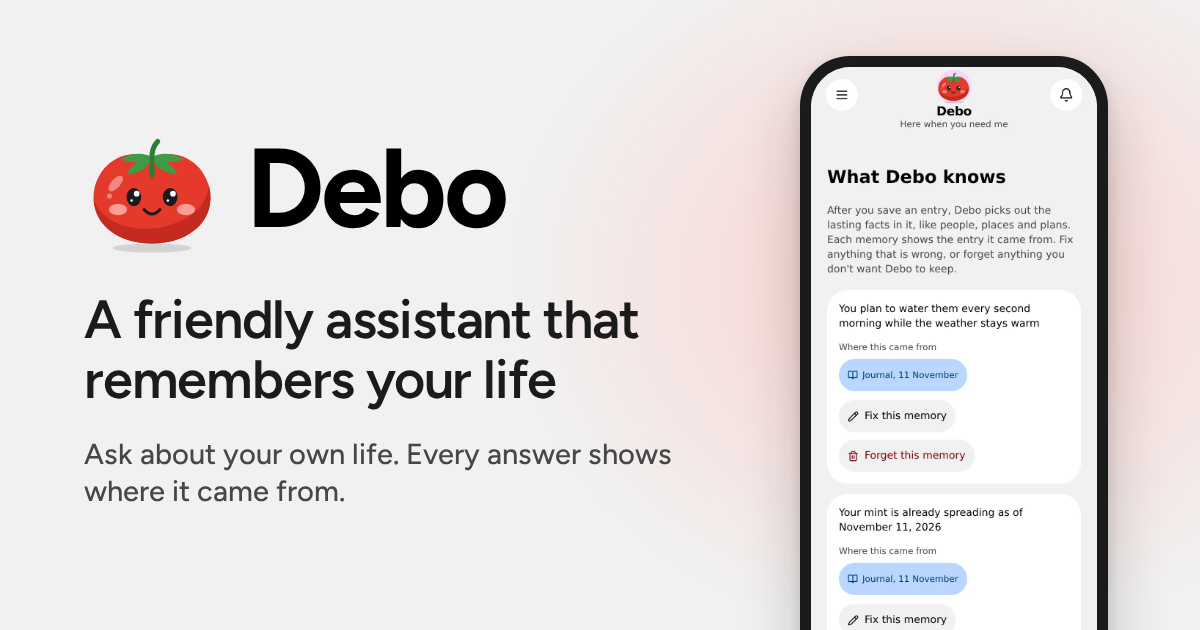 Debo
A friendly assistant that
remembers your life
Ask about your own life. Every answer shows
where it came from.
Debo
Here when you need me
What Debo knows
After you save an entry, Debo picks out the
lasting facts in it, like people, places and plans.
Each memory shows the entry it came from. Fix
anything that is wrong, or forget anything you
don't want Debo to keep.
You plan to water them every second
morning while the weather stays warm
Where this came from
Journal, 11 November
Fix this memory
Forget this memory
Your mint is already spreading as of
November 11, 2026
Where this came from
Journal, 11 November
Fix this memory